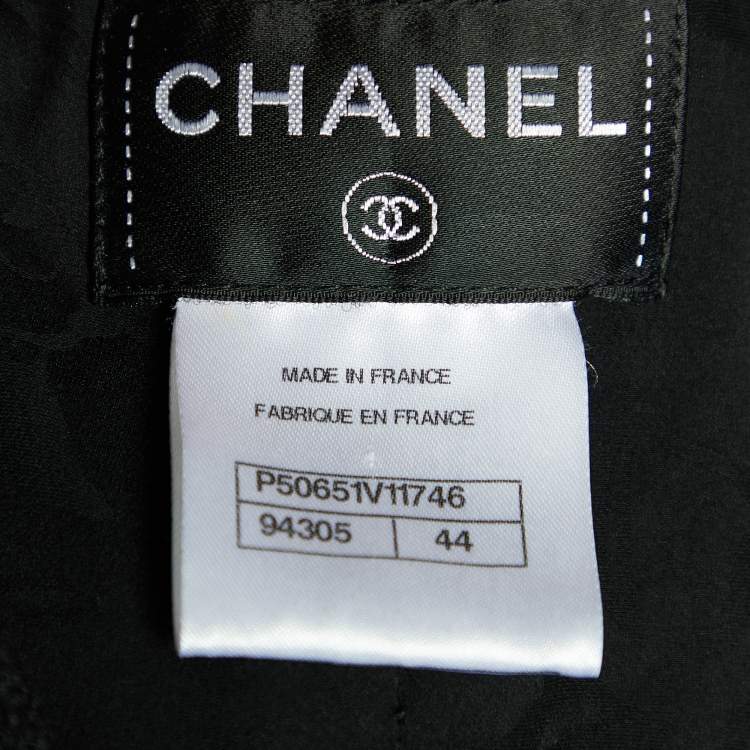 CHANEL
MADE IN FRANCE
FABRIQUE EN FRANCE
P50651V11746
94305 44